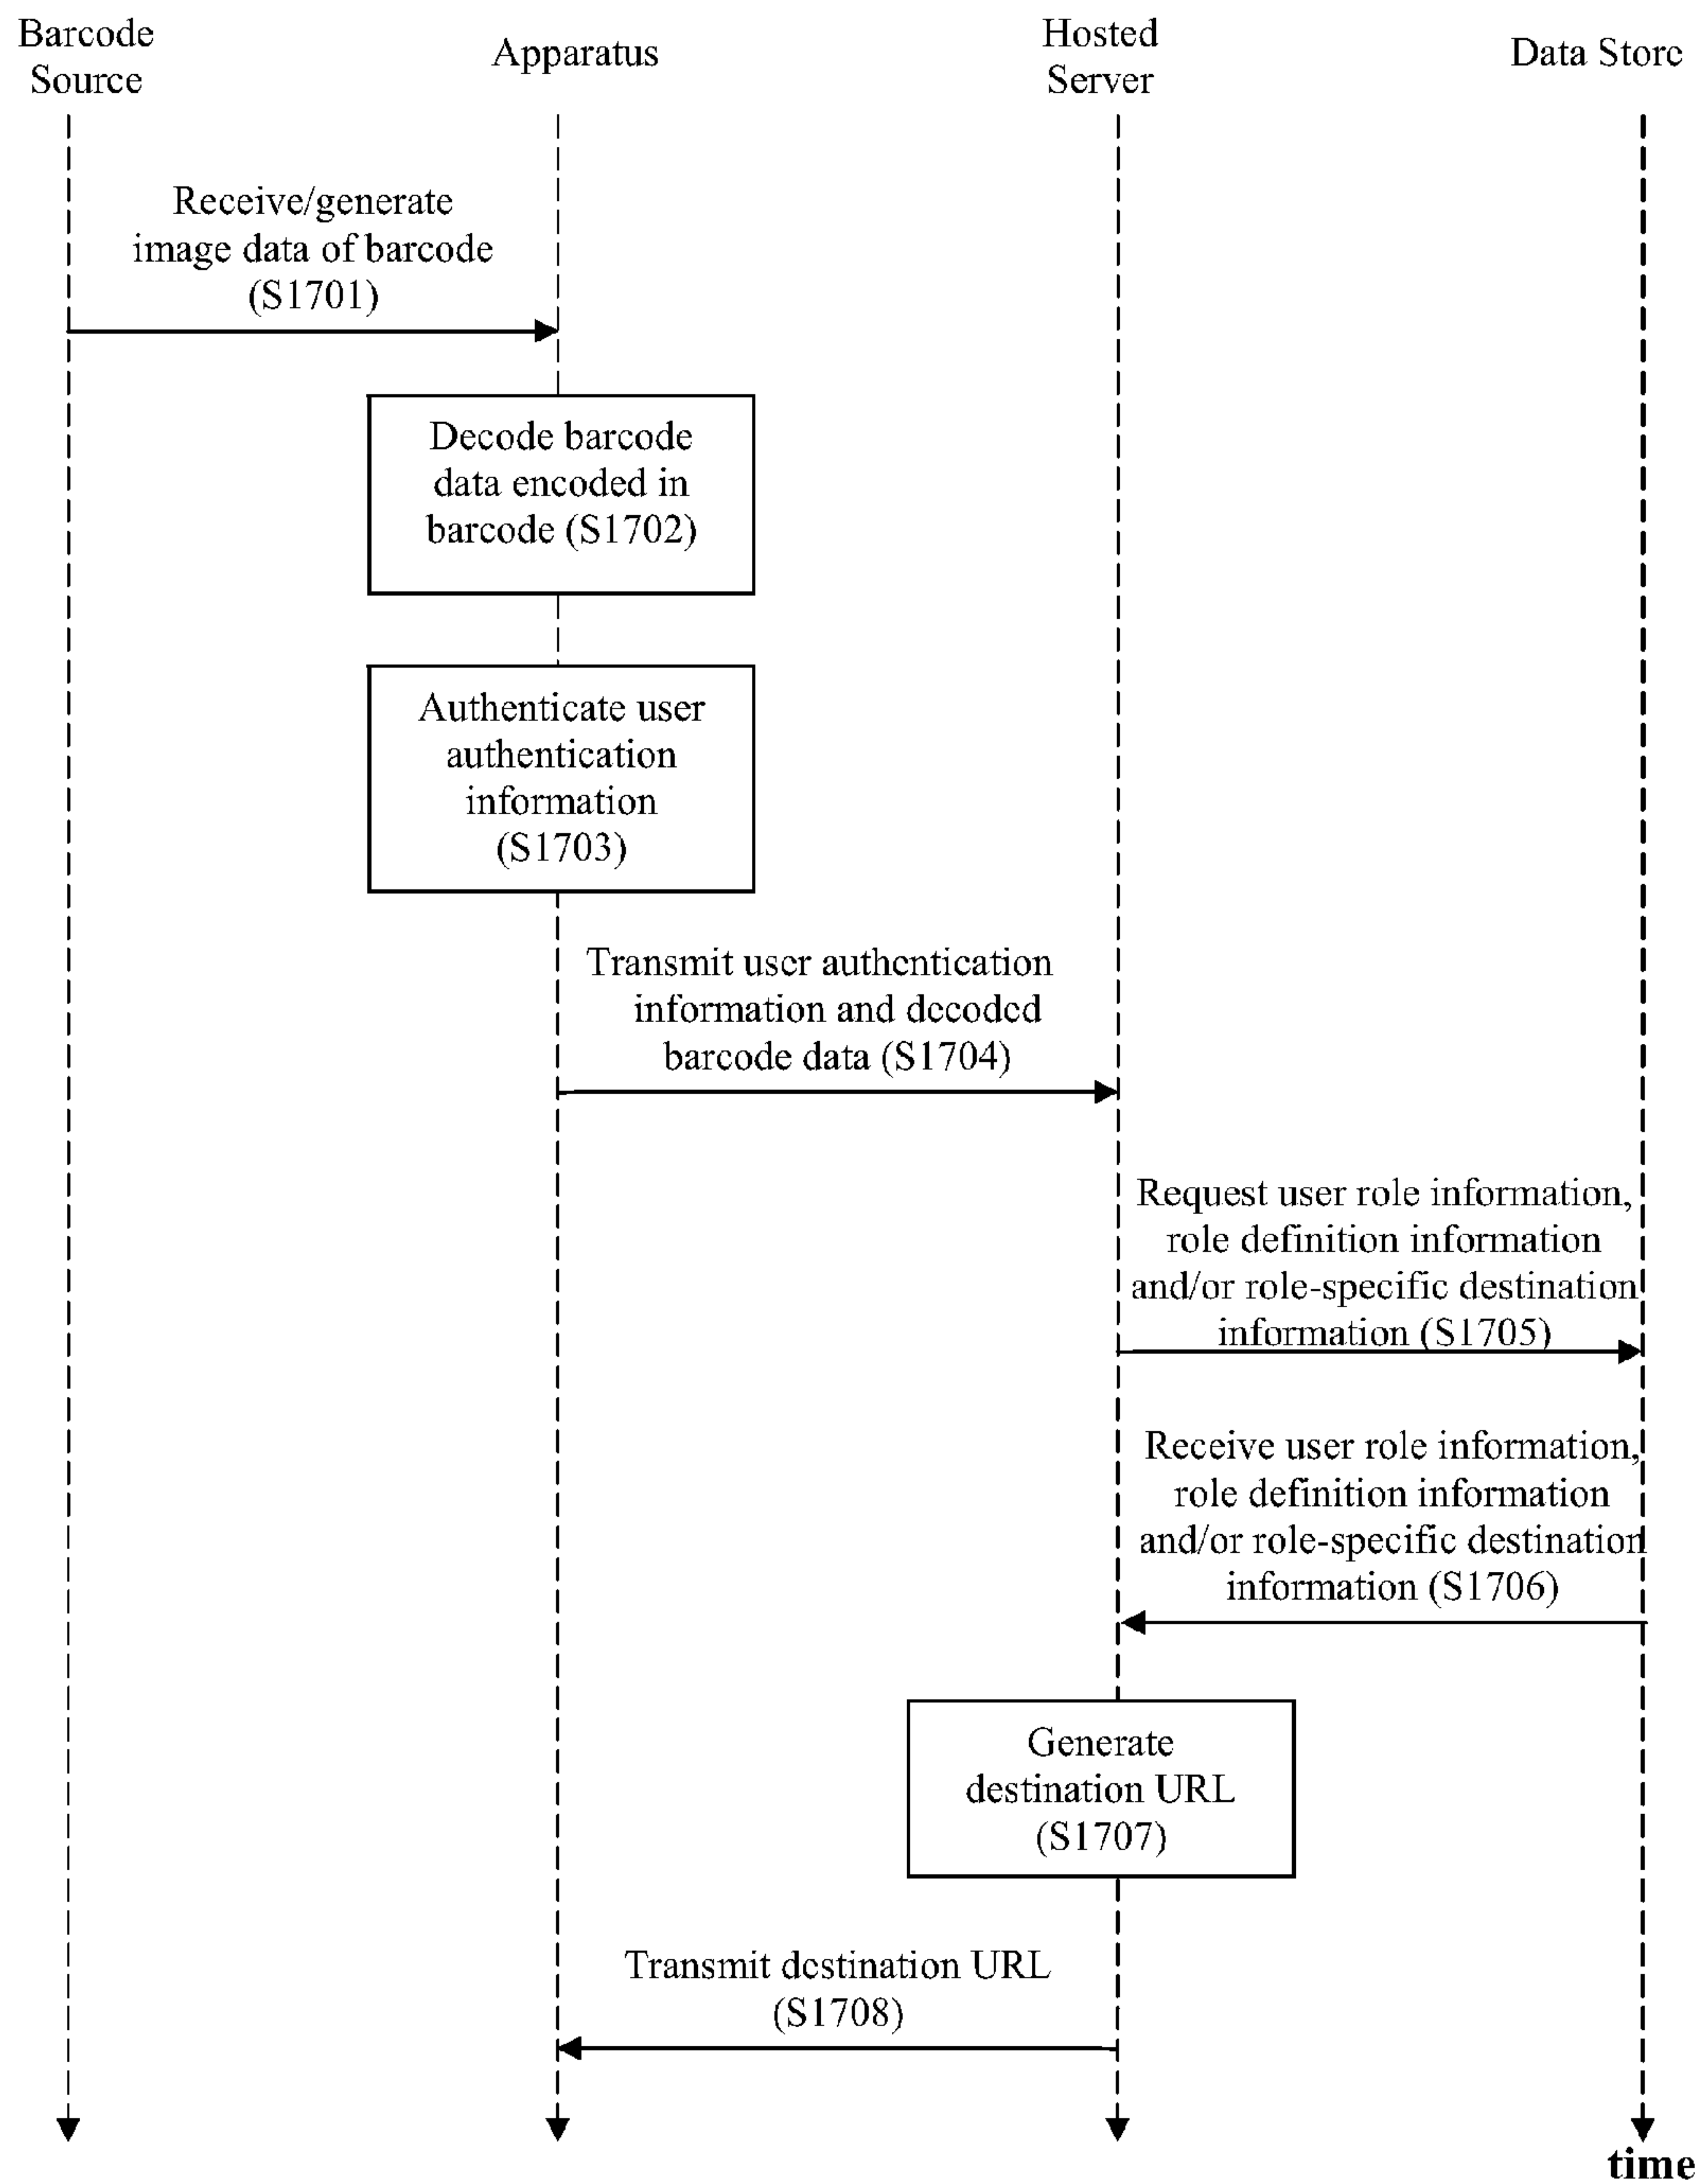 Barcode
Source
Apparatus
Hosted
Server
Data Store
Receive/generate
image data of barcode
(S1701)
Decode barcode
data encoded in
barcode (S1702)
Authenticate user
authentication
information
(S1703)
Transmit user authentication
information and decoded
barcode data (S1704)
Request user role information,
role definition information
and/or role-specific destination
information (S1705)
Receive user role information,
role definition information
and/or role-specific destination
information (S1706)
Generate
destination URL
(S1707)
Transmit destination URL
(S1708)
time